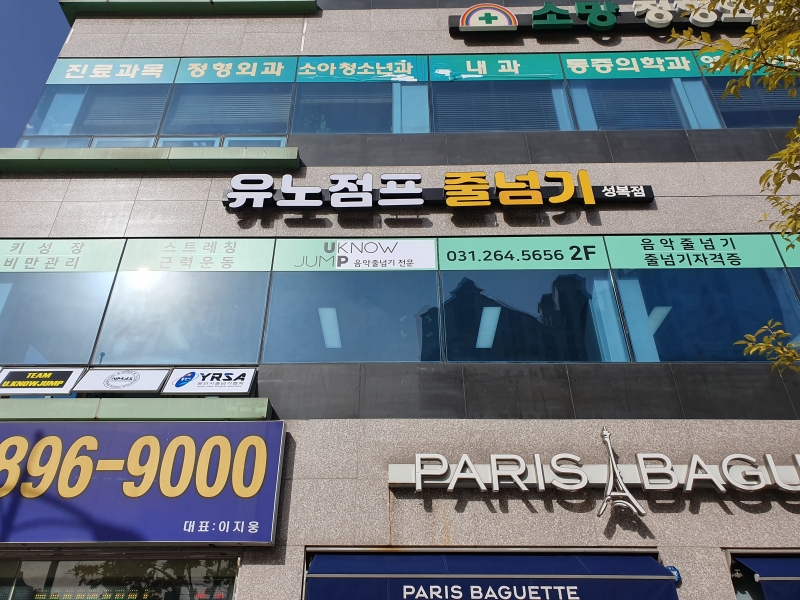 소망
진료과목 정형외과 소아청소년과 내과 통증의학과
유노점프 줄넘기 성복점
키성장
비만관리
스트레칭
근력운동
UKNOW
JUMP 음악줄넘기 전문
031.264.5656 2F
음악줄넘기
줄넘기자격증
TEAM
U.KNOWJUMP
YRSA
896-9000
대표:이지웅
PARIS BAGU
PARIS BAGUETTE